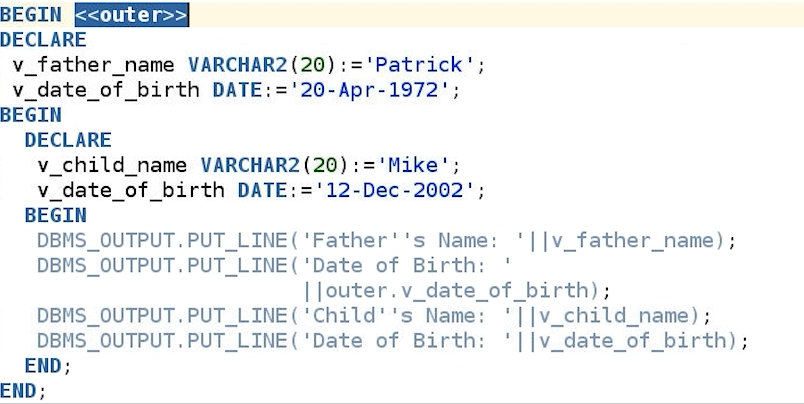 BEGIN <<outer>>
DECLARE
v_father_name VARCHAR2(20):='Patrick';
v_date_of_birth DATE:='20-Apr-1972';
BEGIN
DECLARE
v_child_name VARCHAR2(20):='Mike';
v_date_of_birth DATE:='12-Dec-2002';
BEGIN
DBMS_OUTPUT.PUT_LINE('Father''s Name: '||v_father_name);
DBMS_OUTPUT.PUT_LINE('Date of Birth: '
||outer.v_date_of_birth);
DBMS_OUTPUT.PUT_LINE('Child''s Name: '||v_child_name);
DBMS_OUTPUT.PUT_LINE('Date of Birth: '||v_date_of_birth);
END;
END;